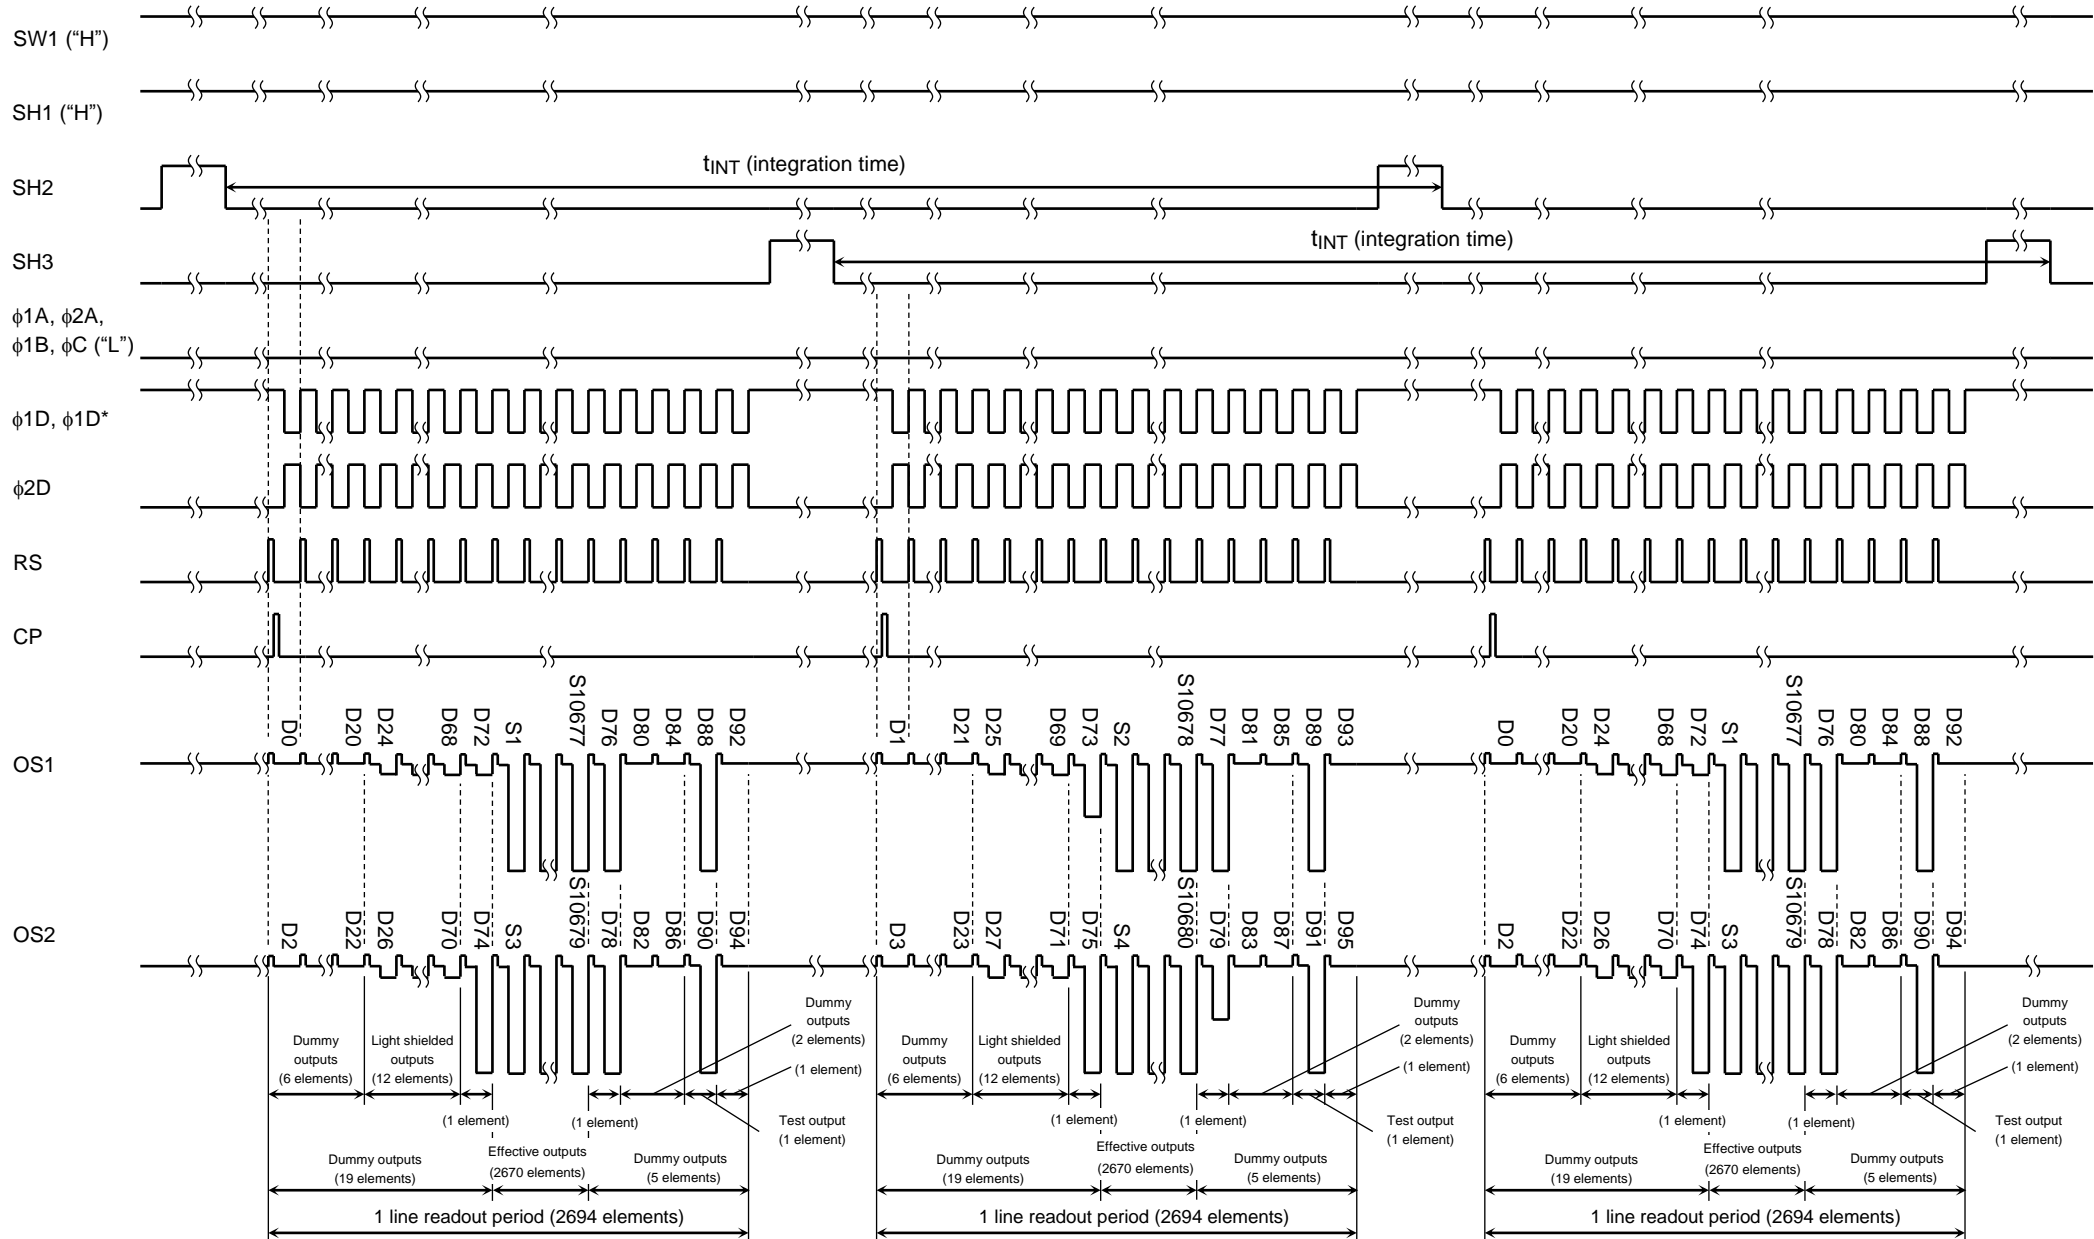 SW1 (“H”)
SH1 (“H”)
SH2
tINT (integration time)
SH3
tINT (integration time)
ϕ1A, ϕ2A,
ϕ1B, ϕC (“L”)
ϕ1D, ϕ1D*
ϕ2D
RS
CP
OS1
D0
D20
D24
D68
D72
S1
S10677
D76
D80
D84
D88
D92
D1
D21
D25
D69
D73
S2
S10678
D77
D81
D85
D89
D93
D0
D20
D24
D68
D72
S1
S10677
D76
D80
D84
D88
D92
OS2
D2
D22
D26
D70
D74
S3
S10679
D78
D82
D86
D90
D94
D3
D23
D27
D71
D75
S4
S10680
D79
D83
D87
D91
D95
D2
D22
D26
D70
D74
S3
S10679
D78
D82
D86
D90
D94
Dummy
outputs
(6 elements)
Light shielded
outputs
(12 elements)
(1 element)
(1 element)
Dummy
outputs
(2 elements)
(1 element)
Test output
(1 element)
Dummy outputs
(19 elements)
Effective outputs
(2670 elements)
Dummy outputs
(5 elements)
1 line readout period (2694 elements)
Dummy
outputs
(6 elements)
Light shielded
outputs
(12 elements)
(1 element)
(1 element)
Dummy
outputs
(2 elements)
(1 element)
Test output
(1 element)
Dummy outputs
(19 elements)
Effective outputs
(2670 elements)
Dummy outputs
(5 elements)
1 line readout period (2694 elements)
Dummy
outputs
(6 elements)
Light shielded
outputs
(12 elements)
(1 element)
(1 element)
Dummy
outputs
(2 elements)
(1 element)
Test output
(1 element)
Dummy outputs
(19 elements)
Effective outputs
(2670 elements)
Dummy outputs
(5 elements)
1 line readout period (2694 elements)